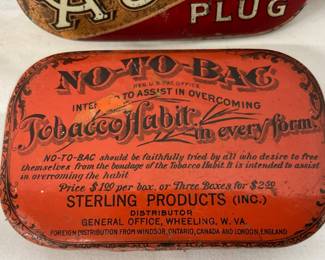 PLUG
NO-TO-BAC
REG. U.S. PAT. OFFICE
INTENDED TO ASSIST IN OVERCOMING
Tobacco Habit in every form
NO-TO-BAC should be faithfully tried by all who desire to free
themselves from the bondage of the Tobacco Habit. It is intended to assist
in overcoming the habit
Price $1.00 per box, or Three Boxes for $2.50
STERLING PRODUCTS (INC.)
DISTRIBUTOR
GENERAL OFFICE, WHEELING, W. VA.
FOREIGN DISTRIBUTION FROM WINDSOR, ONTARIO, CANADA AND LONDON, ENGLAND